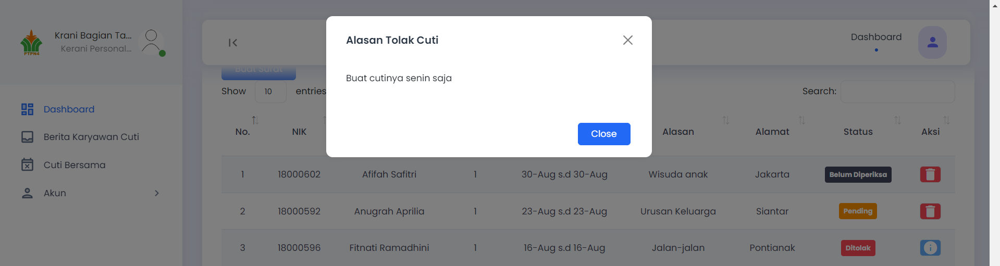 Krani Bagian Ta...
Kerani Personal...
PTPN4
Dashboard
Berita Karyawan Cuti
Cuti Bersama
Akun
Dashboard
Buat Surat
Show 10 entries
Search:
Alasan Tolak Cuti
Buat cutinya senin saja
Close
No. NIK Alasan Alamat Status Aksi
1 18000602 Afifah Safitri 1 30-Aug s.d 30-Aug Wisuda anak Jakarta Belum Diperiksa
2 18000592 Anugrah Aprilia 1 23-Aug s.d 23-Aug Urusan Keluarga Siantar Pending
3 18000596 Fitnati Ramadhini 1 16-Aug s.d 16-Aug Jalan-jalan Pontianak Ditolak